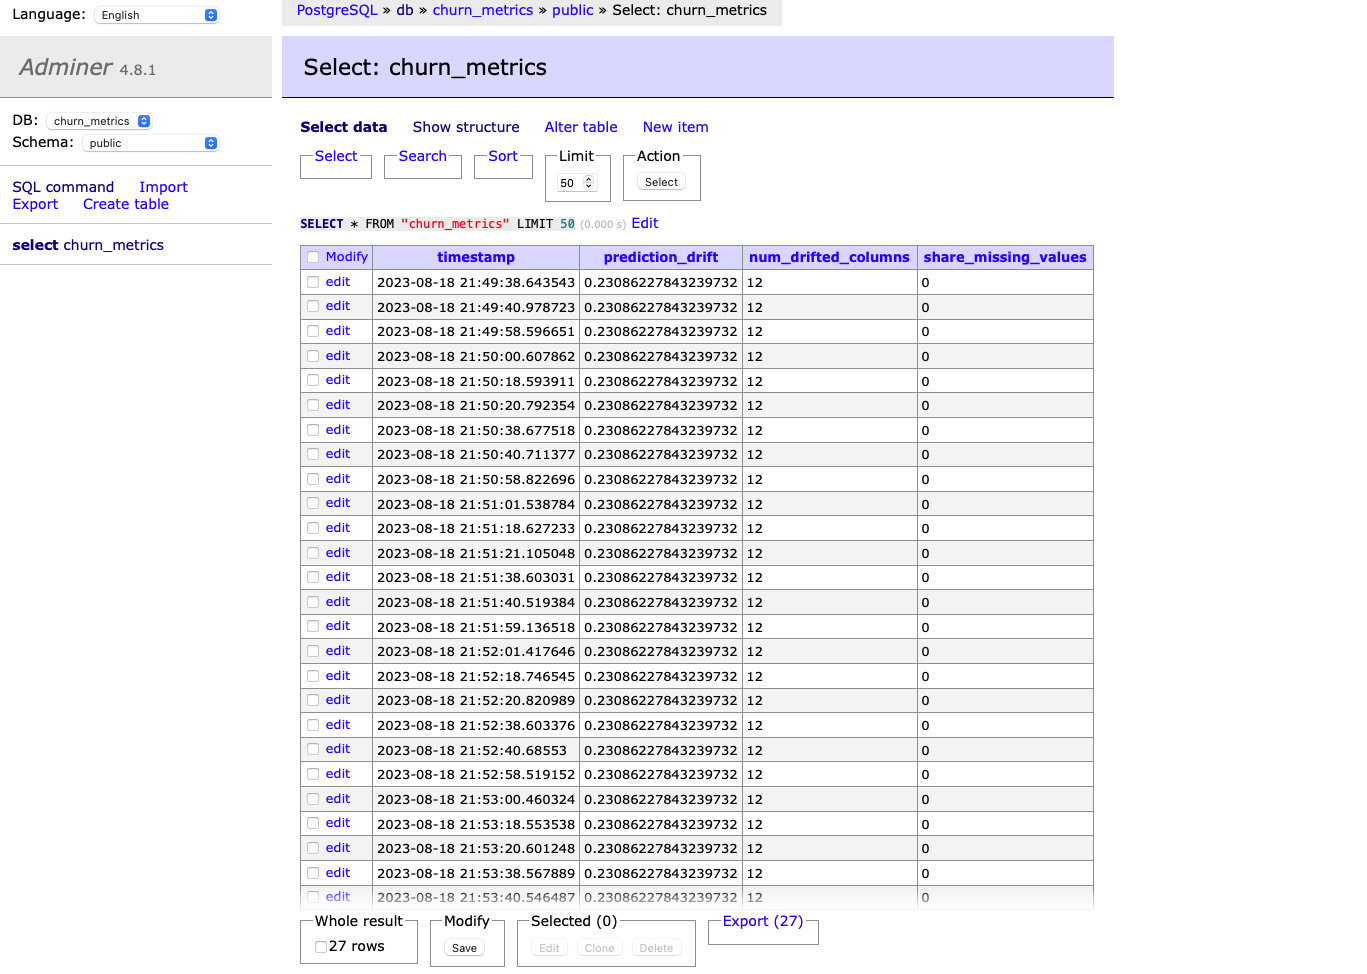 Language: English
PostgreSQL » db » churn_metrics » public » Select: churn_metrics
Adminer 4.8.1
Select: churn_metrics
DB: churn_metrics
Schema: public
SQL command Import
Export Create table
select churn_metrics
Select data Show structure Alter table New item
Select Search Sort Limit Action
50 Select
SELECT * FROM "churn_metrics" LIMIT 50 (0.000 s) Edit
Modify timestamp prediction_drift num_drifted_columns share_missing_values
edit 2023-08-18 21:49:38.643543 0.23086227843239732 12 0
edit 2023-08-18 21:49:40.978723 0.23086227843239732 12 0
edit 2023-08-18 21:49:58.596651 0.23086227843239732 12 0
edit 2023-08-18 21:50:00.607862 0.23086227843239732 12 0
edit 2023-08-18 21:50:18.593911 0.23086227843239732 12 0
edit 2023-08-18 21:50:20.792354 0.23086227843239732 12 0
edit 2023-08-18 21:50:38.677518 0.23086227843239732 12 0
edit 2023-08-18 21:50:40.711377 0.23086227843239732 12 0
edit 2023-08-18 21:50:58.822696 0.23086227843239732 12 0
edit 2023-08-18 21:51:01.538784 0.23086227843239732 12 0
edit 2023-08-18 21:51:18.627233 0.23086227843239732 12 0
edit 2023-08-18 21:51:21.105048 0.23086227843239732 12 0
edit 2023-08-18 21:51:38.603031 0.23086227843239732 12 0
edit 2023-08-18 21:51:40.519384 0.23086227843239732 12 0
edit 2023-08-18 21:51:59.136518 0.23086227843239732 12 0
edit 2023-08-18 21:52:01.417646 0.23086227843239732 12 0
edit 2023-08-18 21:52:18.746545 0.23086227843239732 12 0
edit 2023-08-18 21:52:20.820989 0.23086227843239732 12 0
edit 2023-08-18 21:52:38.603376 0.23086227843239732 12 0
edit 2023-08-18 21:52:40.68553 0.23086227843239732 12 0
edit 2023-08-18 21:52:58.519152 0.23086227843239732 12 0
edit 2023-08-18 21:53:00.460324 0.23086227843239732 12 0
edit 2023-08-18 21:53:18.553538 0.23086227843239732 12 0
edit 2023-08-18 21:53:20.601248 0.23086227843239732 12 0
edit 2023-08-18 21:53:38.567889 0.23086227843239732 12 0
edit 2023-08-18 21:53:40.546487 0.23086227843239732 12 0
Whole result Modify Selected (0) Export (27)
27 rows Save Edit Clone Delete